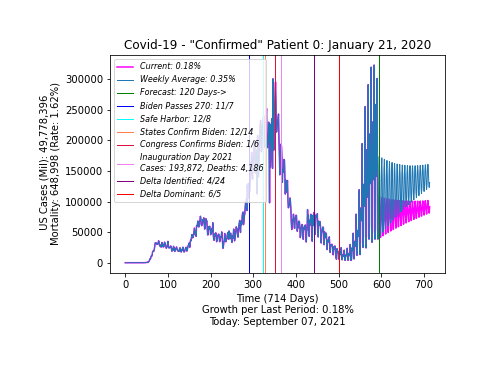 Covid-19 - "Confirmed" Patient 0: January 21, 2020
Current: 0.18%
Weekly Average: 0.35%
Forecast: 120 Days->
Biden Passes 270: 11/7
Safe Harbor: 12/8
States Confirm Biden: 12/14
Congress Confirms Biden: 1/6
Inauguration Day 2021
Cases: 193,872, Deaths: 4,186
Delta Identified: 4/24
Delta Dominant: 6/5
US Cases (Mil): 49,778,396
Mortality: 648,998 (Rate: 1.62%)
300000
250000
200000
150000
100000
50000
0
0 100 200 300 400 500 600 700
Time (714 Days)
Growth per Last Period: 0.18%
Today: September 07, 2021